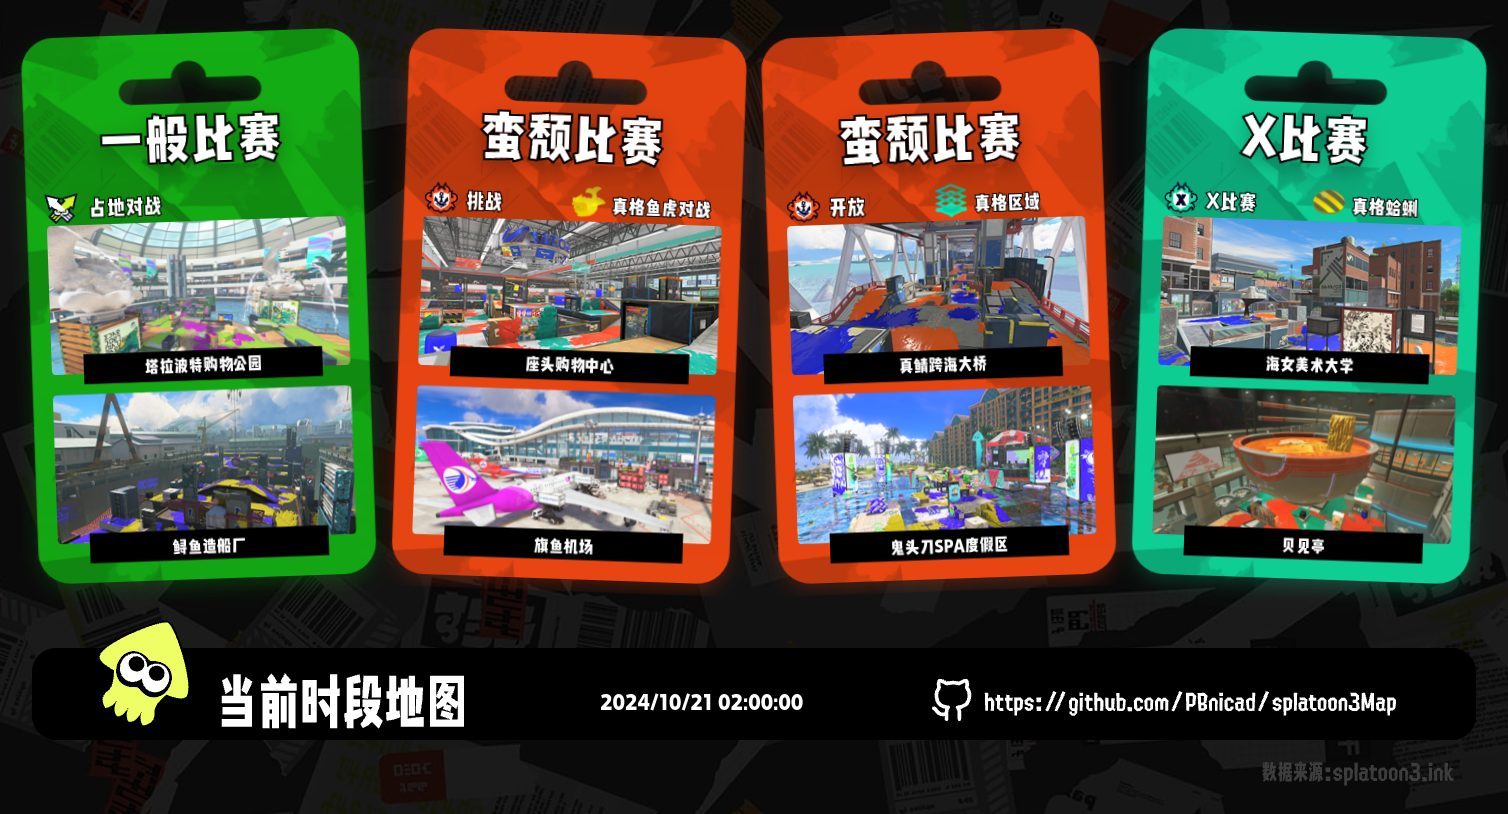 一般比赛
占地对战
塔拉波特购物公园
鲟鱼造船厂
蛮颓比赛
挑战
真格鱼虎对战
座头购物中心
旗鱼机场
蛮颓比赛
开放
真格区域
真鲷跨海大桥
鬼头刀SPA度假区
X比赛
X比赛
真格蛤蜊
海女美术大学
贝见亭
当前时段地图
2024/10/21 02:00:00
https://github.com/PBnicad/splatoon3Map
数据来源:splatoon3.ink